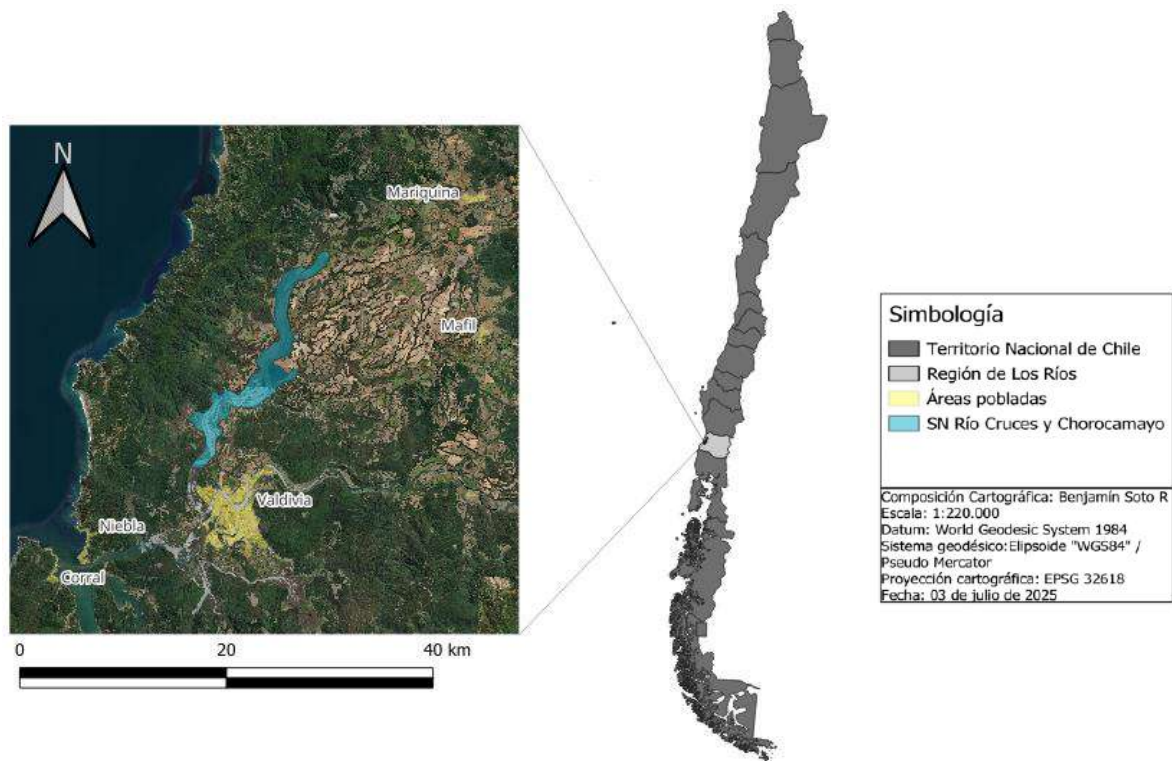 N
Mariquina
Mafil
Valdivia
Niebla
Corral
0 20 40 km
Simbología
Territorio Nacional de Chile
Región de Los Ríos
Áreas pobladas
SN Río Cruces y Chorocamayo
Composición Cartográfica: Benjamín Soto R
Escala: 1:220.000
Datum: World Geodesic System 1984
Sistema geodésico:Elipsoide "WGS84" /
Pseudo Mercator
Proyección cartográfica: EPSG 32618
Fecha: 03 de julio de 2025